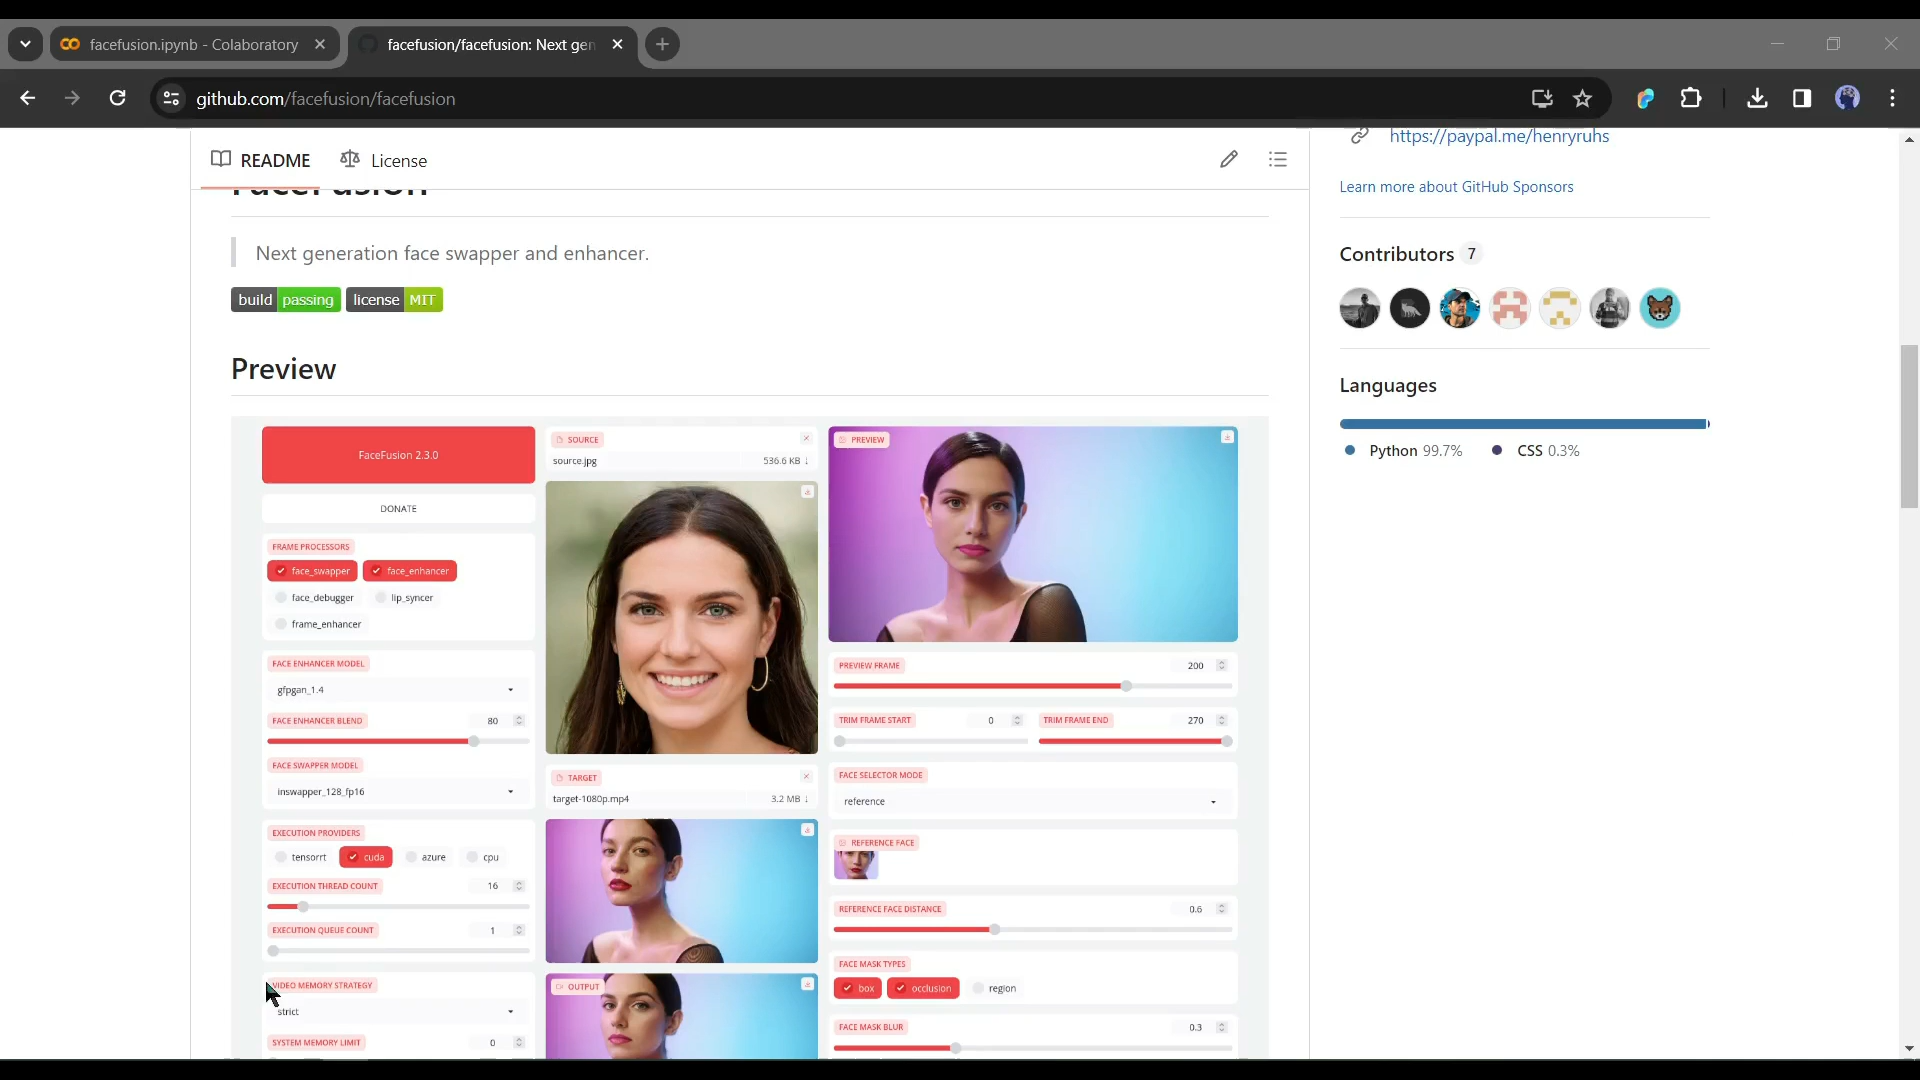 facefusion.ipynb - Colaboratory
facefusion/facefusion: Next gen
github.com/facefusion/facefusion
README
License
FaceFusion
Next generation face swapper and enhancer.
build passing license MIT
Preview
FaceFusion 2.3.0
DONATE
FRAME PROCESSORS
face_swapper face_enhancer
face_debugger lip_syncer
frame_enhancer
FACE ENHANCER MODEL
gfpgan_1.4
FACE ENHANCER BLEND 80
FACE SWAPPER MODEL
inswapper_128_fp16
EXECUTION PROVIDERS
tensorrt cuda azure cpu
EXECUTION THREAD COUNT 16
EXECUTION QUEUE COUNT 1
VIDEO MEMORY STRATEGY
strict
SYSTEM MEMORY LIMIT 0
SOURCE
source.jpg 536.6 KB ↓
TARGET
target-1080p.mp4 3.2 MB ↓
OUTPUT
PREVIEW
PREVIEW FRAME 200
TRIM FRAME START 0 TRIM FRAME END 270
FACE SELECTOR MODE
reference
REFERENCE FACE
REFERENCE FACE DISTANCE 0.6
FACE MASK TYPES
box occlusion region
FACE MASK BLUR 0.3
https://paypal.me/henryruhs
Learn more about GitHub Sponsors
Contributors 7
Languages
Python 99.7% CSS 0.3%